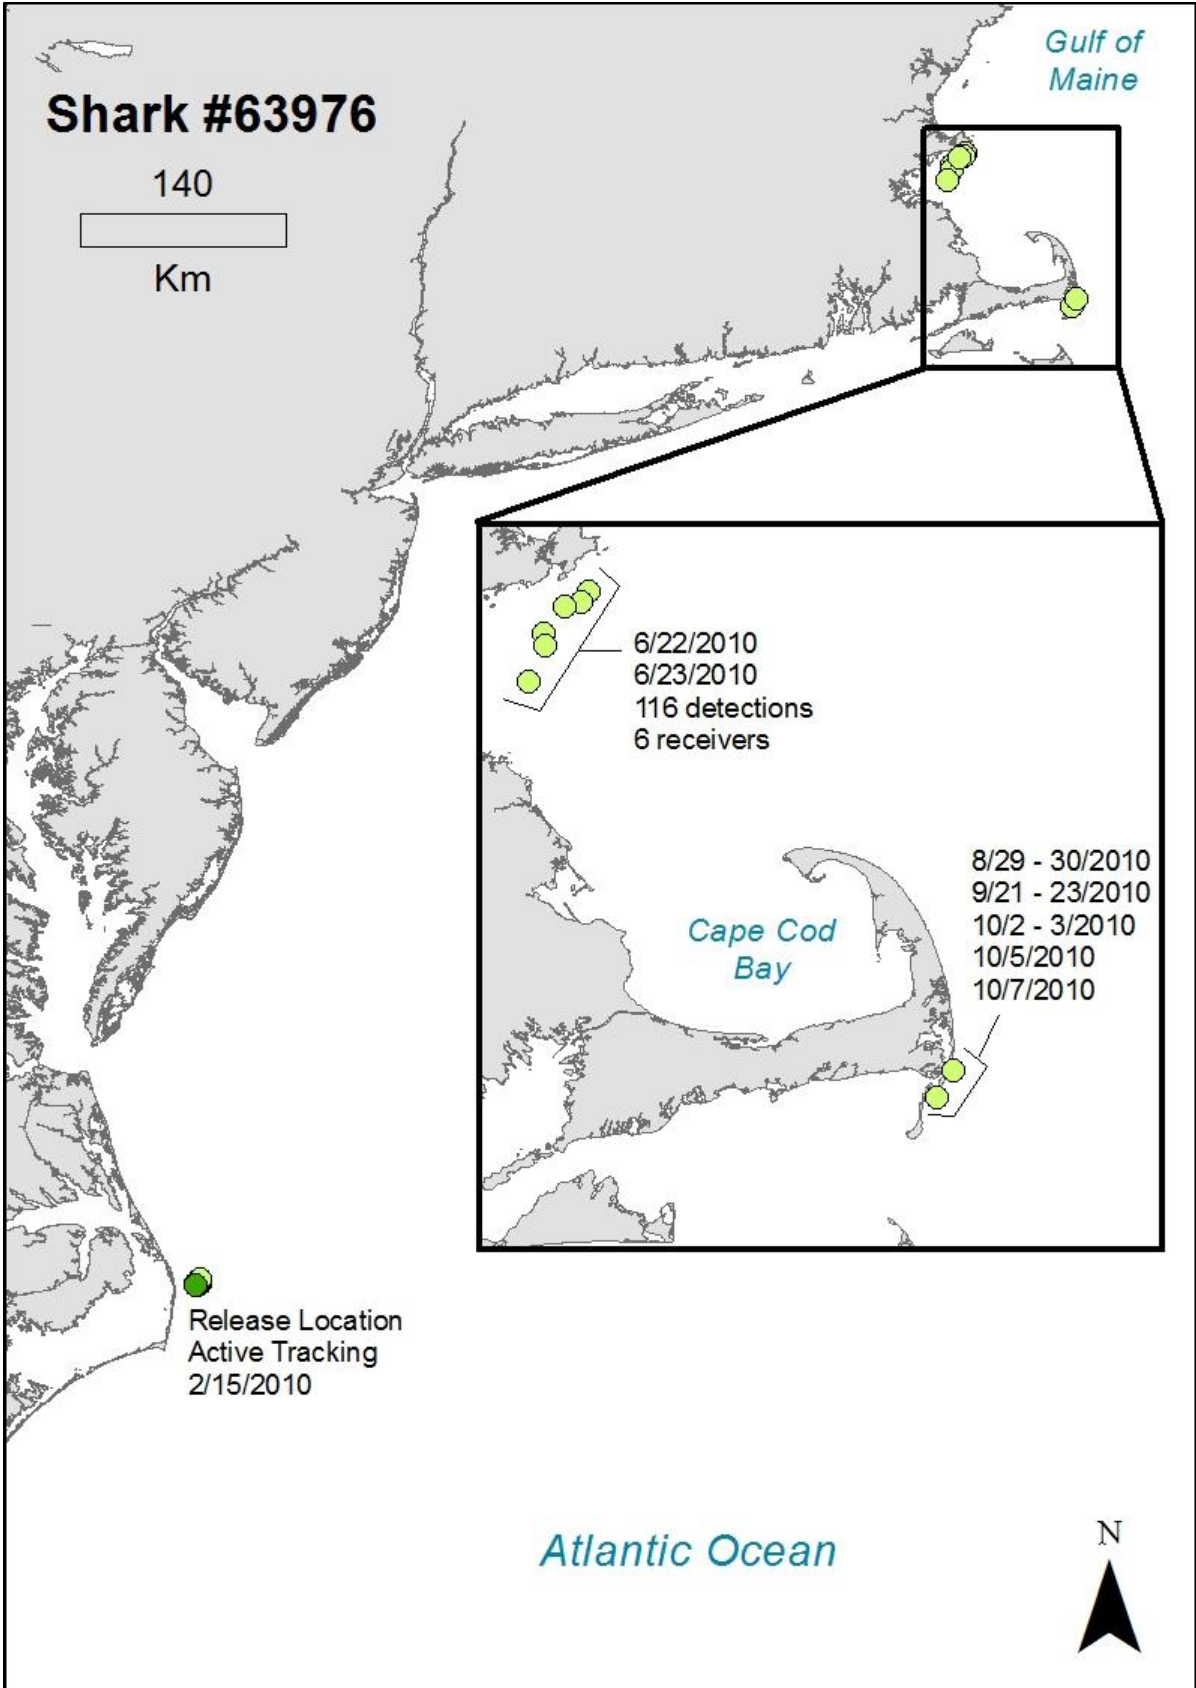 Gulf of
Maine
Shark #63976
140
Km
6/22/2010
6/23/2010
116 detections
6 receivers
8/29 - 30/2010
9/21 - 23/2010
10/2 - 3/2010
10/5/2010
10/7/2010
Cape Cod
Bay
Release Location
Active Tracking
2/15/2010
Atlantic Ocean
N